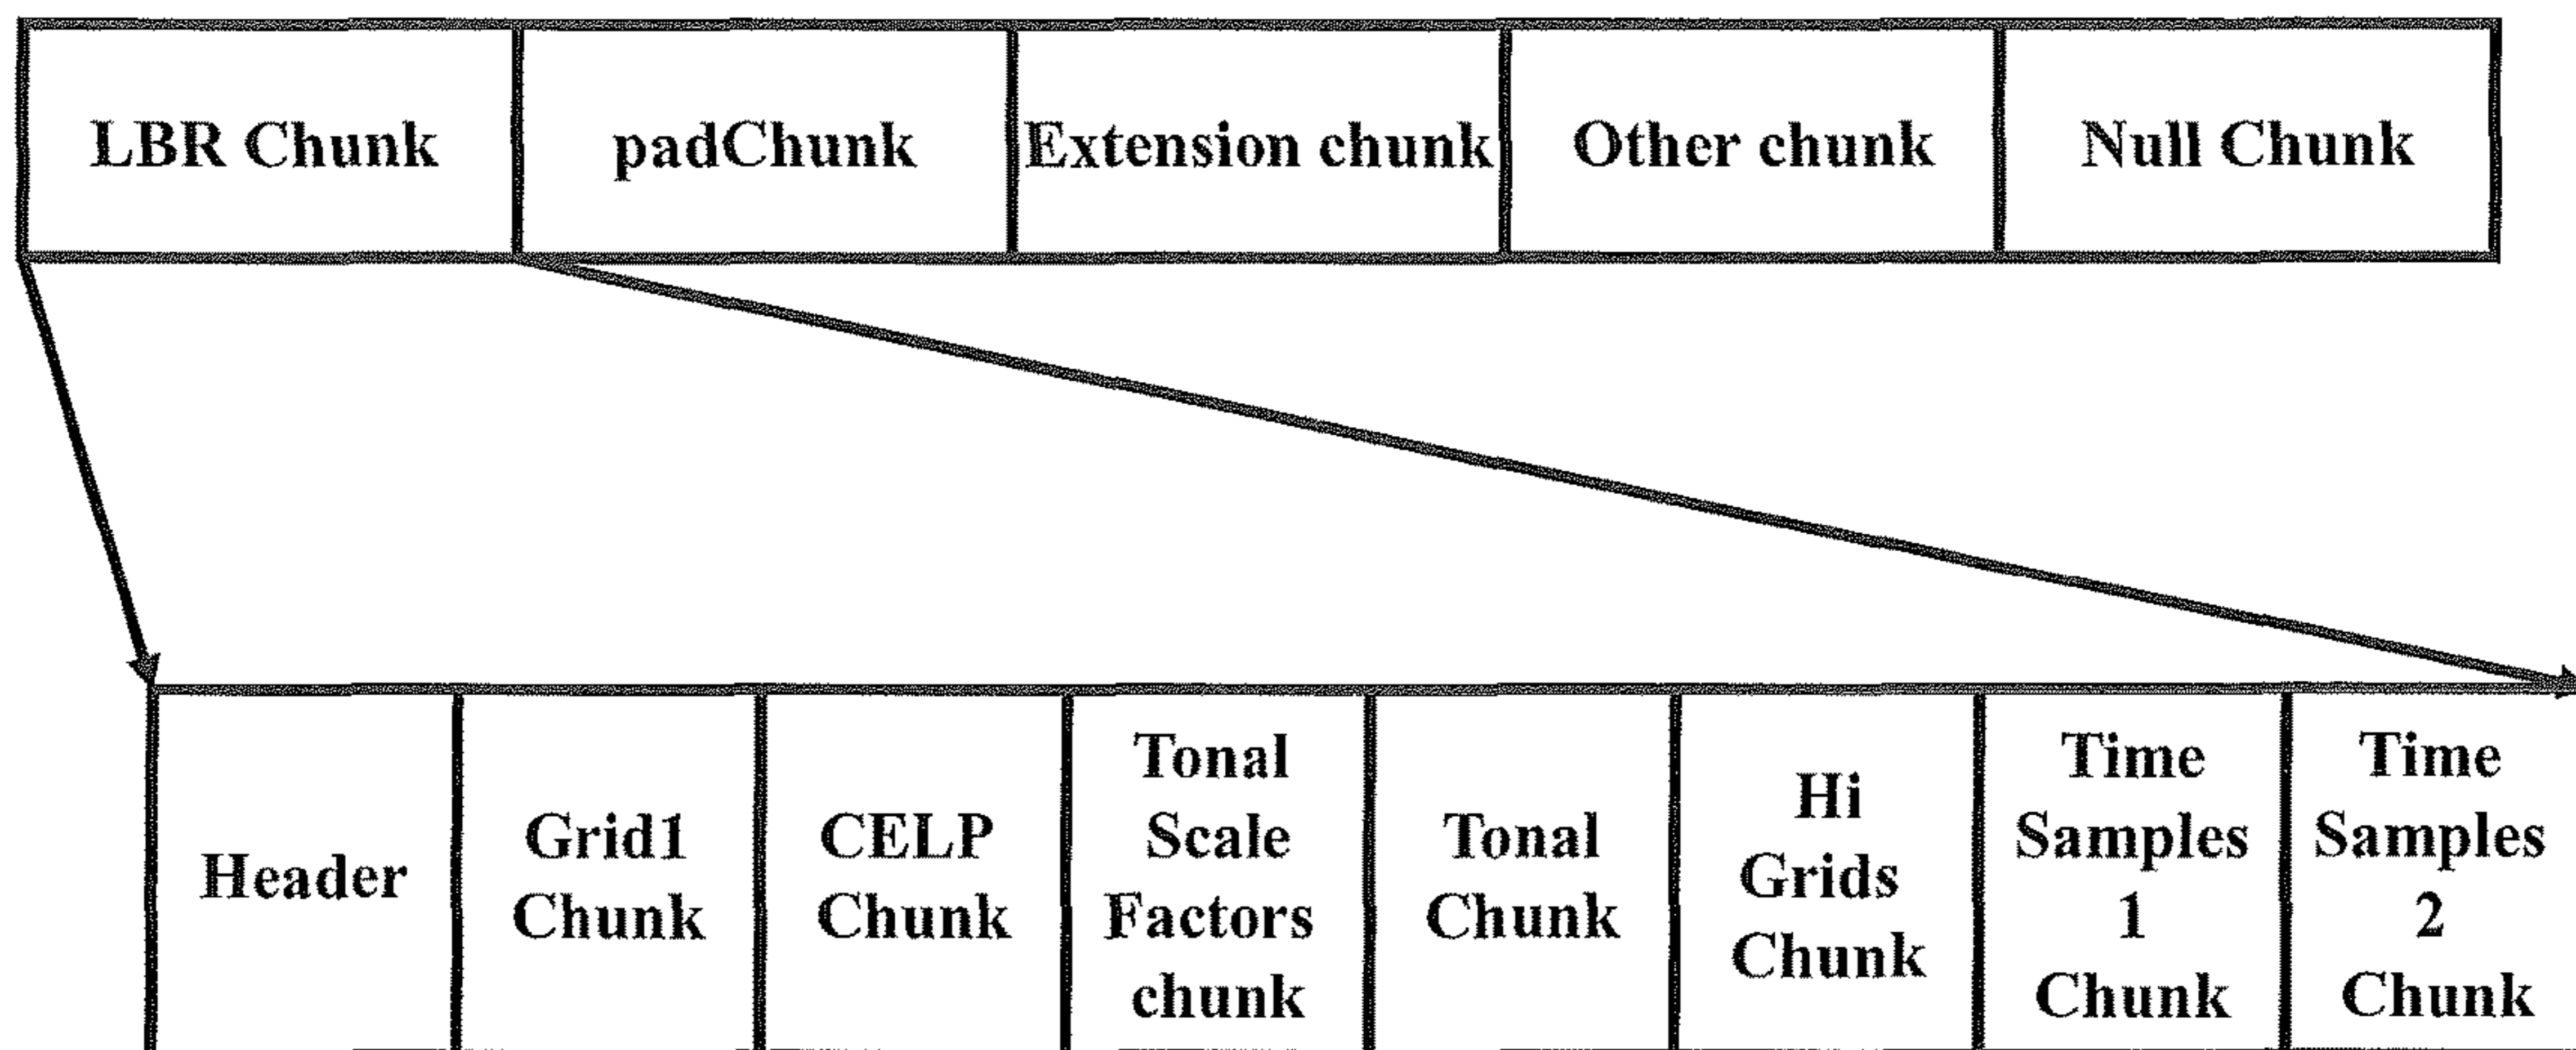 LBR Chunk
padChunk
Extension chunk
Other chunk
Null Chunk
Header
Grid1
Chunk
CELP
Chunk
Tonal
Scale
Factors
chunk
Tonal
Chunk
Hi
Grids
Chunk
Time
Samples
1
Chunk
Time
Samples
2
Chunk